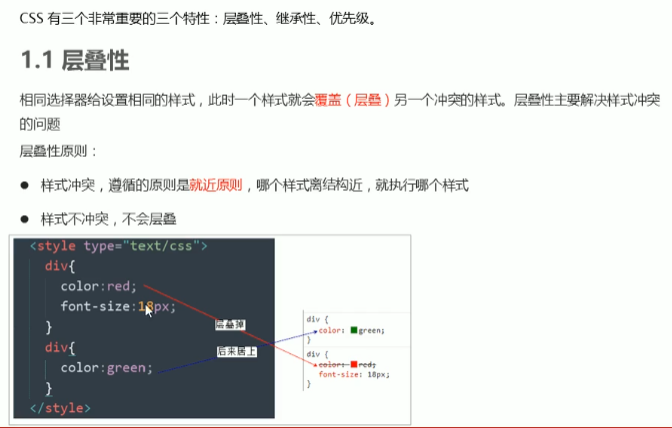 CSS 有三个非常重要的三个特性：层叠性、继承性、优先级。
1.1 层叠性
相同选择器给设置相同的样式，此时一个样式就会覆盖（层叠）另一个冲突的样式。层叠性主要解决样式冲突
的问题
层叠性原则：
● 样式冲突，遵循的原则是就近原则，哪个样式离结构近，就执行哪个样式
● 样式不冲突，不会层叠
<style type="text/css">
div{
color:red;
font-size:18px;
}
div{
color:green;
}
</style>
层叠掉
后来居上
div {
color: green;
}
div {
color: red;
font-size: 18px;
}